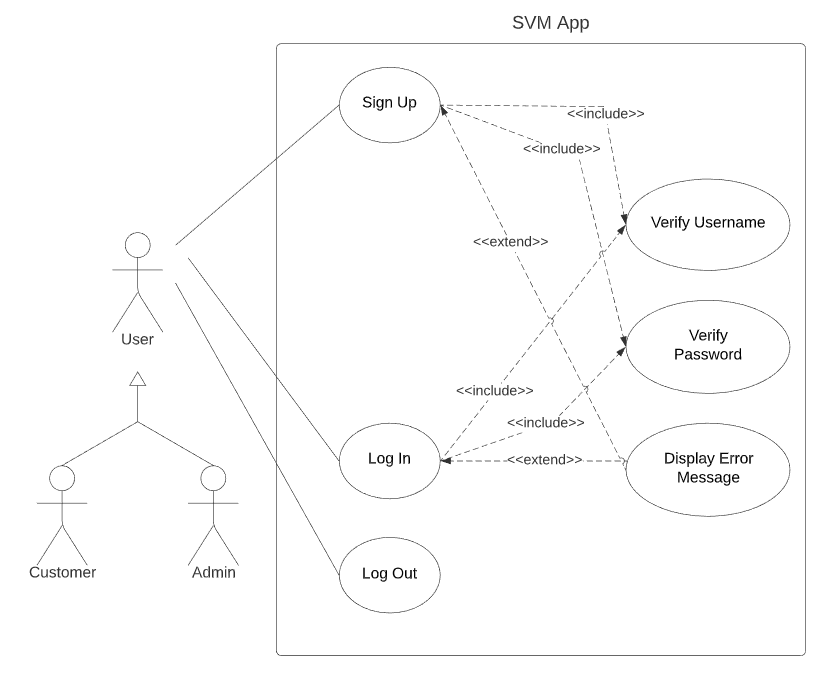 SVM App
Sign Up
<<include>>
<<include>>
Verify Username
<<extend>>
User
Verify
Password
<<include>>
<<include>>
Log In
<<extend>>
Display Error
Message
Customer
Admin
Log Out